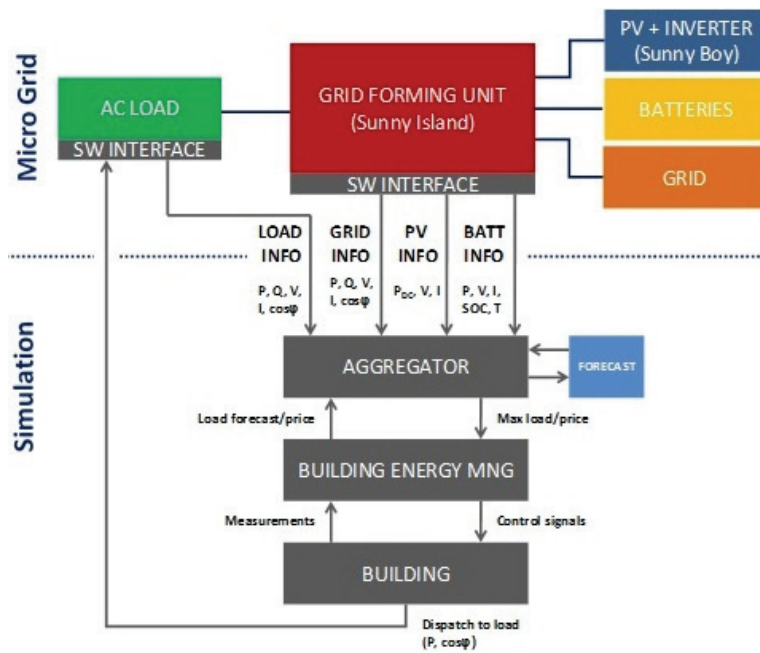 Micro Grid
PV + INVERTER
(Sunny Boy)
AC LOAD
SW INTERFACE
GRID FORMING UNIT
(Sunny Island)
SW INTERFACE
BATTERIES
GRID
LOAD
INFO
P, Q, V,
I, cosφ
GRID
INFO
P, Q, V,
I, cosφ
PV
INFO
PDC, V, I
BATT
INFO
P, V, I,
SOC, T
Simulation
AGGREGATOR
FORECAST
Load forecast/price
Max load/price
BUILDING ENERGY MNG
Measurements
Control signals
BUILDING
Dispatch to load
(P, cosφ)